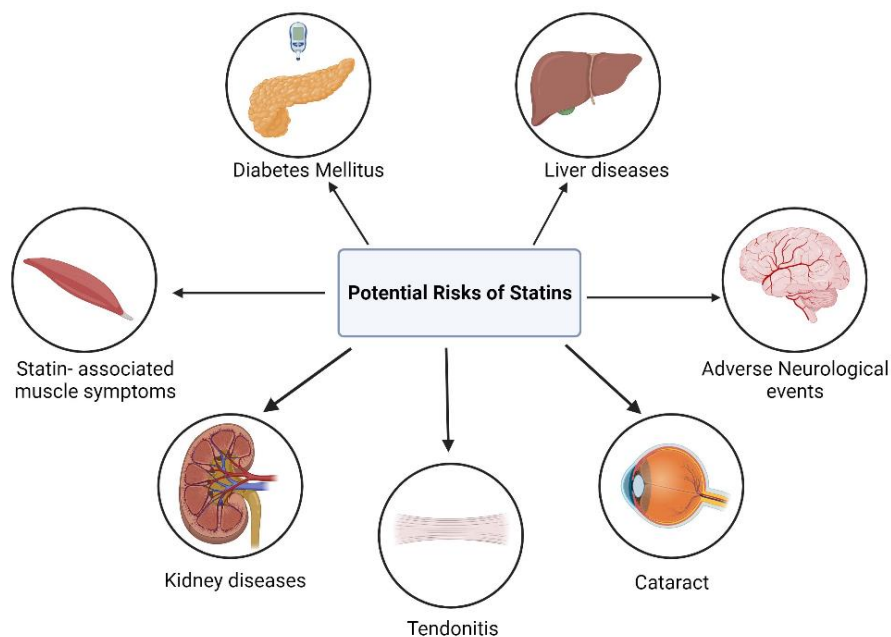 Diabetes Mellitus
Liver diseases
Potential Risks of Statins
Statin- associated
muscle symptoms
Adverse Neurological
events
Kidney diseases
Tendonitis
Cataract